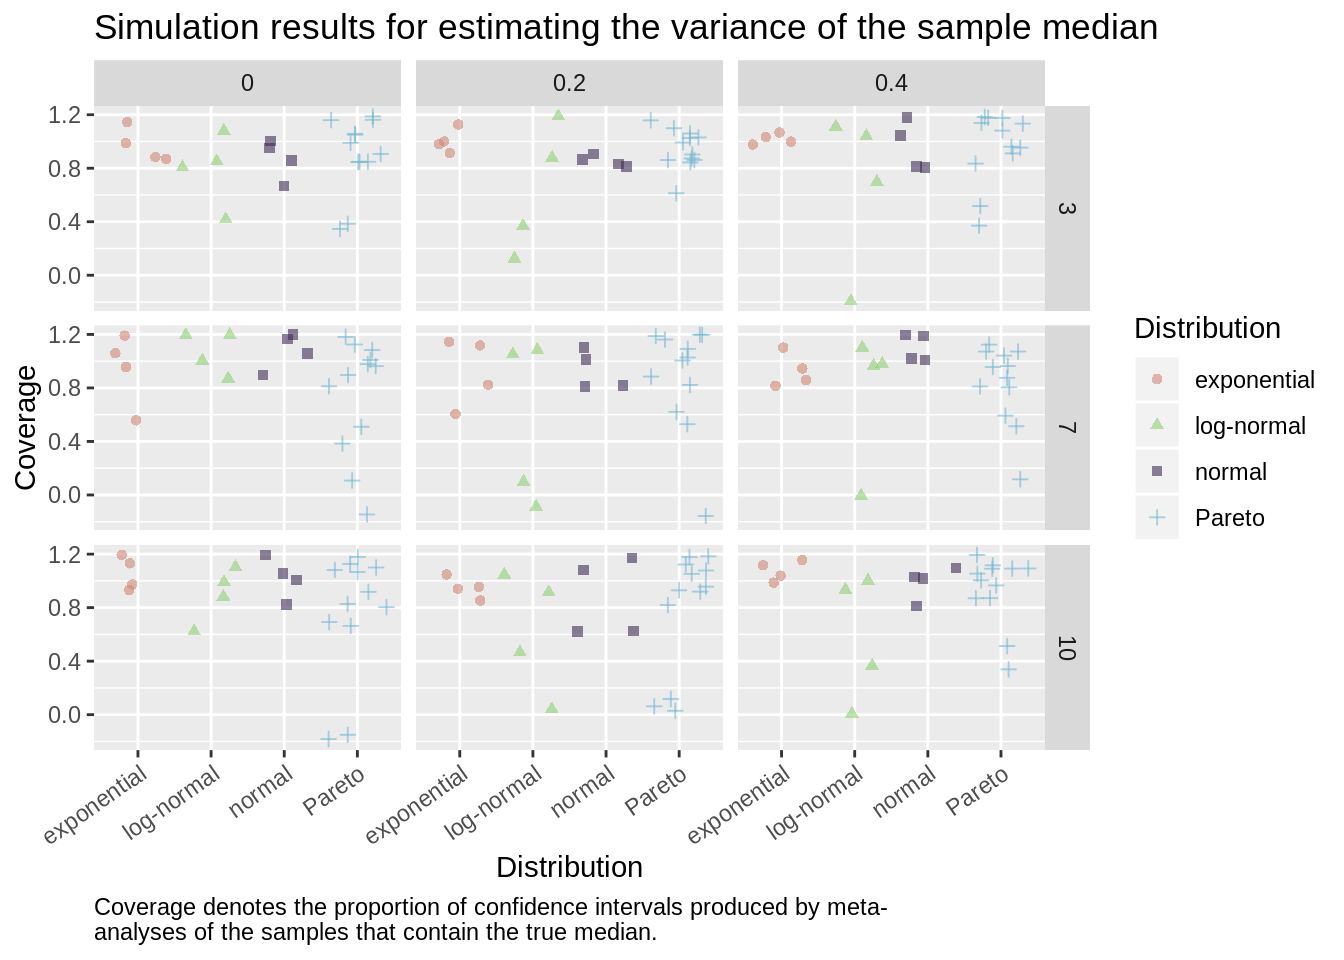 Simulation results for estimating the variance of the sample median
0
0.2
0.4
1.2
0.8
0.4
0.0
3
1.2
0.8
0.4
0.0
7
1.2
0.8
0.4
0.0
10
Coverage
exponential
log-normal
normal
Pareto
exponential
log-normal
normal
Pareto
exponential
log-normal
normal
Pareto
Distribution
Distribution
exponential
log-normal
normal
Pareto
Coverage denotes the proportion of confidence intervals produced by meta-
analyses of the samples that contain the true median.